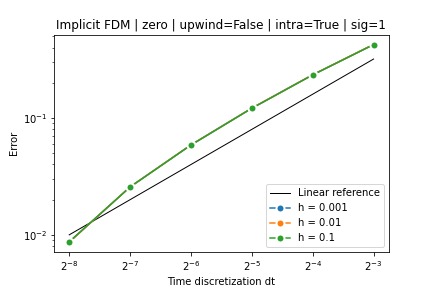 Implicit FDM | zero | upwind=False | intra=True | sig=1
Error
10⁻¹
10⁻²
Linear reference
h = 0.001
h = 0.01
h = 0.1
2⁻⁸ 2⁻⁷ 2⁻⁶ 2⁻⁵ 2⁻⁴ 2⁻³
Time discretization dt